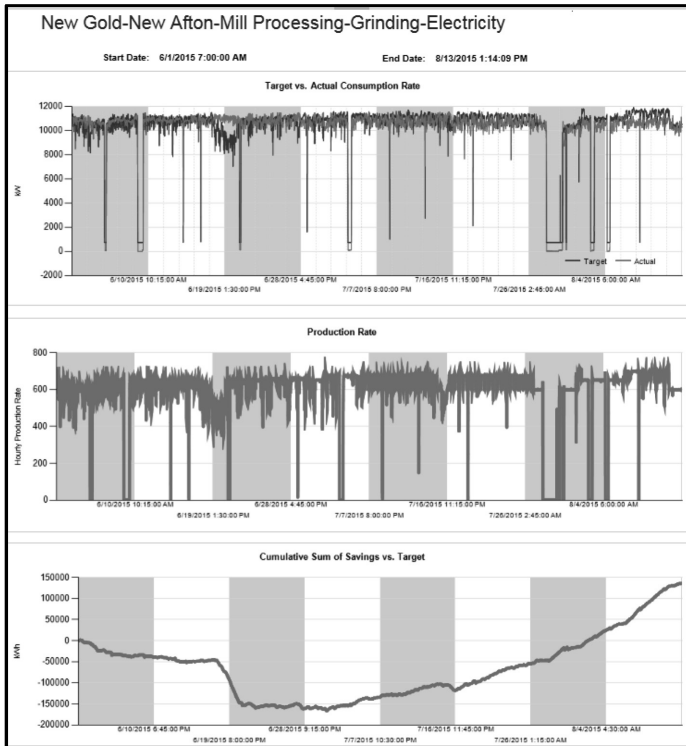 New Gold-New Afton-Mill Processing-Grinding-Electricity
Start Date: 6/1/2015 7:00:00 AM End Date: 8/13/2015 1:14:09 PM
Target vs. Actual Consumption Rate
12000
10000
8000
6000
4000
2000
0
-2000
kW
Target Actual
6/10/2015 10:15:00 AM 6/28/2015 4:45:00 PM 7/16/2015 11:15:00 PM 8/4/2015 6:00:00 AM
6/19/2015 1:30:00 PM 7/7/2015 8:00:00 PM 7/26/2015 2:45:00 AM
Production Rate
800
600
400
200
0
Hourly Production Rate
6/10/2015 10:15:00 AM 6/28/2015 4:45:00 PM 7/16/2015 11:15:00 PM 8/4/2015 6:00:00 AM
6/19/2015 1:30:00 PM 7/7/2015 8:00:00 PM 7/26/2015 2:45:00 AM
Cumulative Sum of Savings vs. Target
150000
100000
50000
0
-50000
-100000
-150000
-200000
kWh
6/10/2015 6:45:00 PM 6/28/2015 9:15:00 PM 7/16/2015 11:45:00 PM 8/4/2015 4:30:00 AM
6/19/2015 8:00:00 PM 7/7/2015 10:30:00 PM 7/26/2015 1:15:00 AM